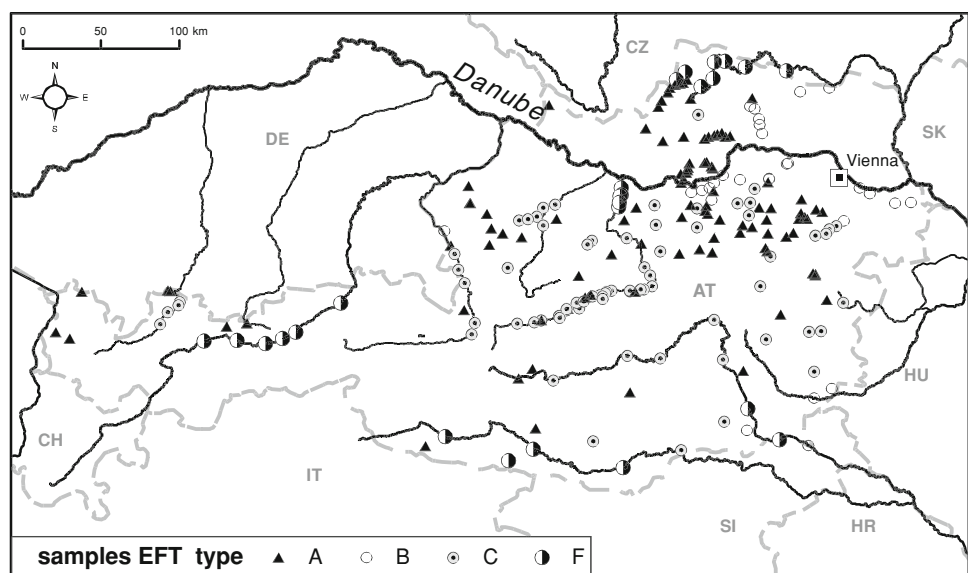 0 50 100 km
N
W E
S
CZ
Danube
DE
SK
Vienna
AT
HU
CH
IT
SI HR
samples EFT type A B C F